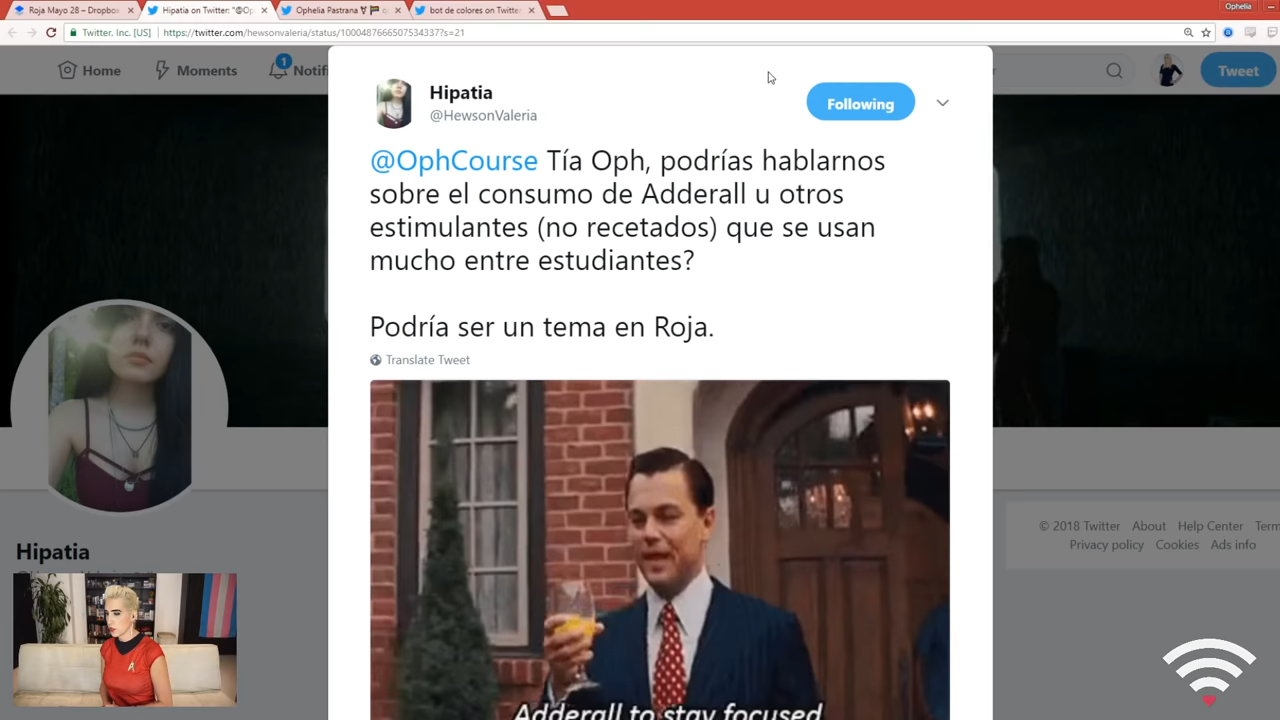 Roja Mayo 28 – Dropbox
Hipatia on Twitter: "@Op
Ophelia Pastrana
bot de colores on Twitter
Ophelia
Twitter, Inc. [US]
https://twitter.com/hewsonvaleria/status/1000487666507534337?s=21
Home
Moments
1
Notifi
Tweet
Hipatia
@HewsonValeria
Following
@OphCourse Tía Oph, podrías hablarnos
sobre el consumo de Adderall u otros
estimulantes (no recetados) que se usan
mucho entre estudiantes?
Podría ser un tema en Roja.
Translate Tweet
Adderall to stay focused
Hipatia
© 2018 Twitter About Help Center Term
Privacy policy Cookies Ads info